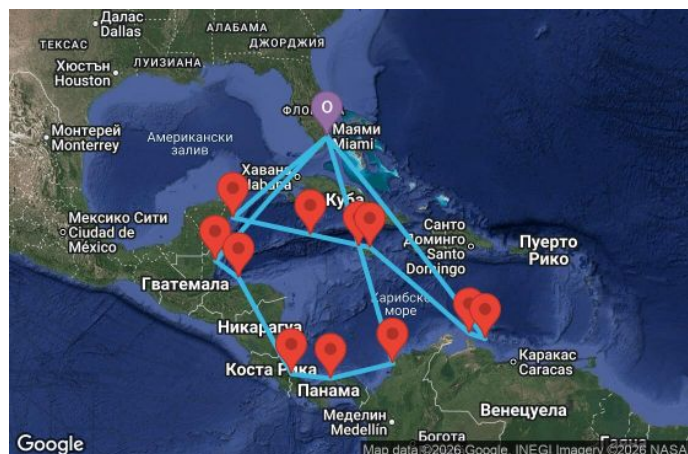 Далас
Dallas
АЛАБАМА
ТЕКСАС
ДЖОРДЖИЯ
ЛУИЗИАНА
Хюстън
Houston
O
Монтерей
Monterrey
Американски
залив
Маями
Miami
Куба
Мексико Сити
Ciudad de
México
Санто
Доминго
Santo
Domingo
Пуерто
Рико
Гватемала
море
Никарагуа
Коста Рика
Каракас
Caracas
Панама
Меделин
Medellín
Венецуела
Богота
Google
Map data ©2026 Google, INEGI Imagery ©2026 NASA